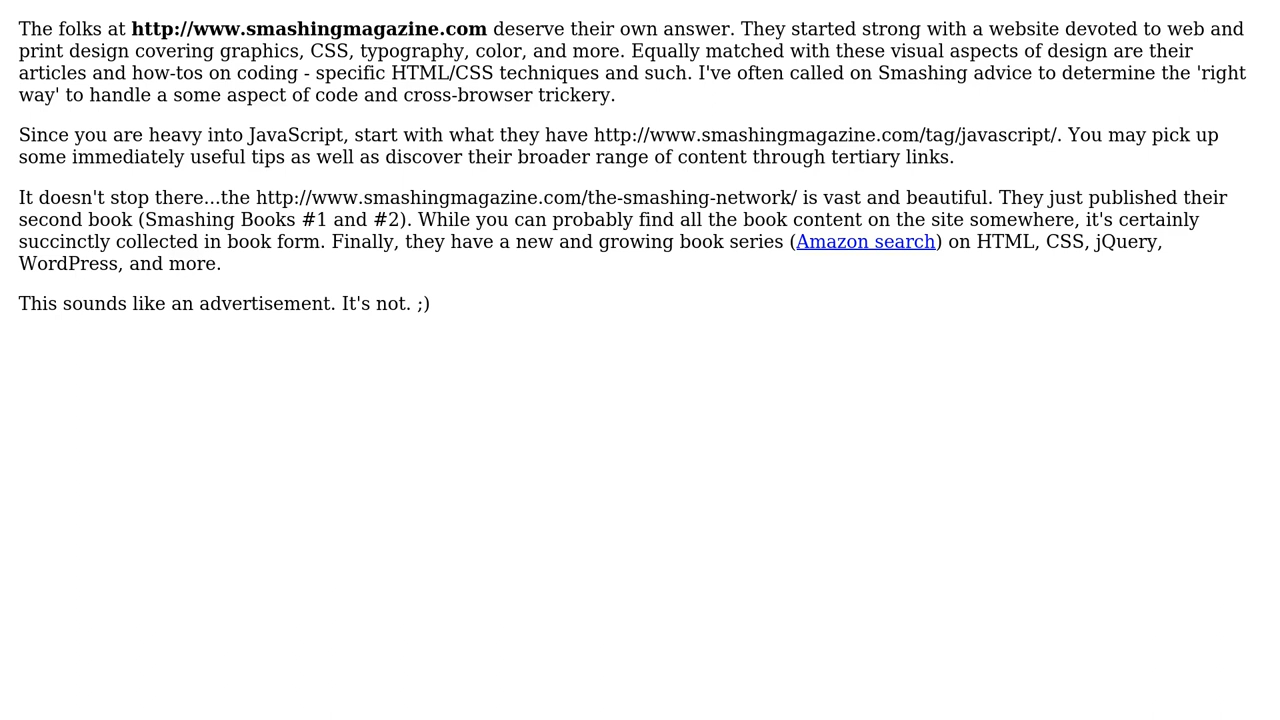 The folks at http://www.smashingmagazine.com deserve their own answer. They started strong with a website devoted to web and
print design covering graphics, CSS, typography, color, and more. Equally matched with these visual aspects of design are their
articles and how-tos on coding - specific HTML/CSS techniques and such. I've often called on Smashing advice to determine the 'right
way' to handle a some aspect of code and cross-browser trickery.
Since you are heavy into JavaScript, start with what they have http://www.smashingmagazine.com/tag/javascript/. You may pick up
some immediately useful tips as well as discover their broader range of content through tertiary links.
It doesn't stop there...the http://www.smashingmagazine.com/the-smashing-network/ is vast and beautiful. They just published their
second book (Smashing Books #1 and #2). While you can probably find all the book content on the site somewhere, it's certainly
succinctly collected in book form. Finally, they have a new and growing book series (Amazon search) on HTML, CSS, jQuery,
WordPress, and more.
This sounds like an advertisement. It's not. ;)